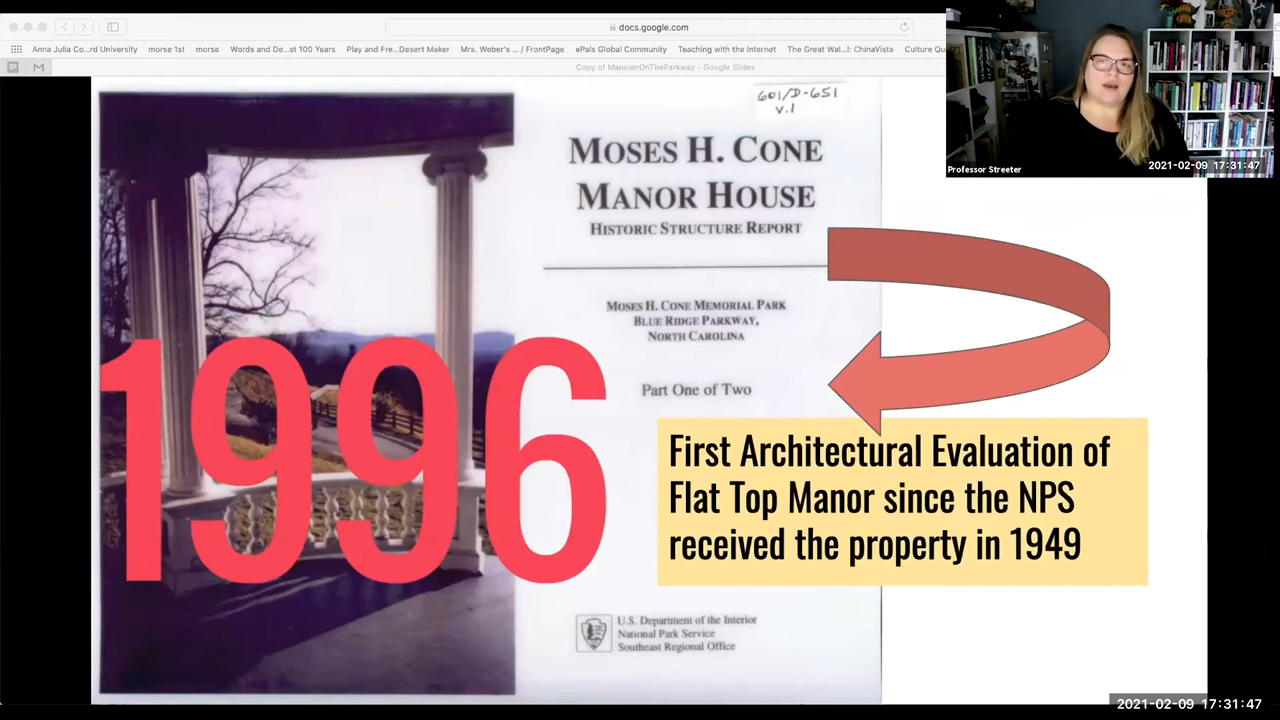 docs.google.com
Anna Julia Co...rd University
morse 1st
morse
Words and De...st 100 Years
Play and Fre...Desert Maker
Mrs. Weber's ... / FrontPage
ePals Global Community
Teaching with the Internet
The Great Wal...l: ChinaVista
Culture Qu
Copy of MansionOnTheParkway - Google Slides
Professor Streeter
2021-02-09 17:31:47
601/D-651
v.1
MOSES H. CONE
MANOR HOUSE
HISTORIC STRUCTURE REPORT
MOSES H. CONE MEMORIAL PARK
BLUE RIDGE PARKWAY,
NORTH CAROLINA
Part One of Two
1996
First Architectural Evaluation of
Flat Top Manor since the NPS
received the property in 1949
U.S. Department of the Interior
National Park Service
Southeast Regional Office
2021-02-09 17:31:47